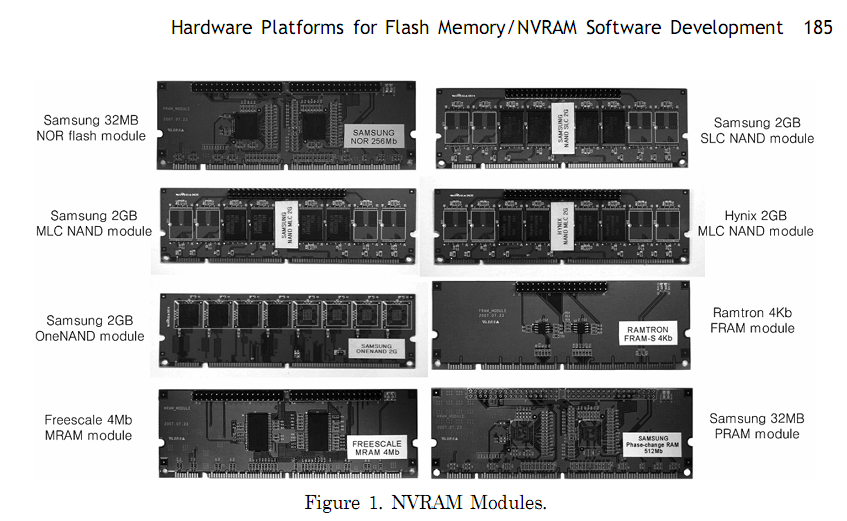 Hardware Platforms for Flash Memory/NVRAM Software Development 185
Samsung 32MB
NOR flash module
SAMSUNG
NOR 256Mb
SAMSUNG
NAND SLC 2G
Samsung 2GB
SLC NAND module
Samsung 2GB
MLC NAND module
SAMSUNG
NAND MLC 2G
HYNIX
NAND MLC 2G
Hynix 2GB
MLC NAND module
Samsung 2GB
OneNAND module
SAMSUNG
ONENAND 2G
FRAM_MODULE
2007.07.23
RAMTRON
FRAM-S 4Kb
Ramtron 4Kb
FRAM module
Freescale 4Mb
MRAM module
FREESCALE
MRAM 4Mb
SAMSUNG
Phase-change RAM
512Mb
Samsung 32MB
PRAM module
Figure 1. NVRAM Modules.